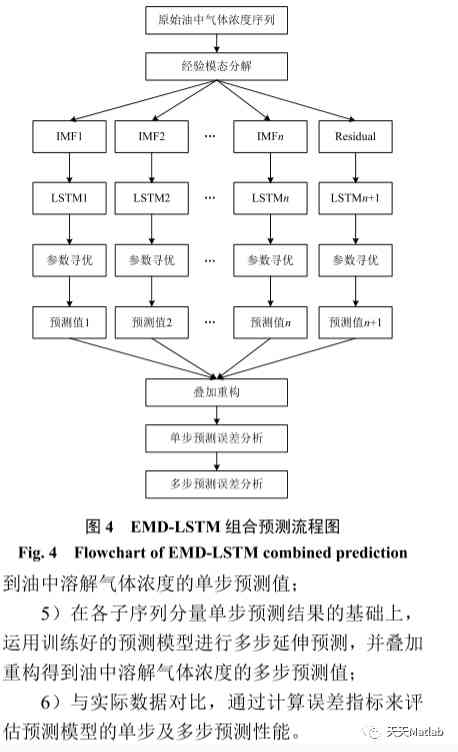 原始油中气体浓度序列
经验模态分解
IMF1 IMF2 ··· IMFn Residual
LSTM1 LSTM2 ··· LSTMn LSTMn+1
参数寻优 参数寻优 ··· 参数寻优 参数寻优
预测值1 预测值2 ··· 预测值n 预测值n+1
叠加重构
单步预测误差分析
多步预测误差分析
图 4 EMD-LSTM 组合预测流程图
Fig. 4 Flowchart of EMD-LSTM combined prediction
到油中溶解气体浓度的单步预测值；
5）在各子序列分量单步预测结果的基础上，
运用训练好的预测模型进行多步延伸预测，并叠加
重构得到油中溶解气体浓度的多步预测值；
6）与实际数据对比，通过计算误差指标来评
估预测模型的单步及多步预测性能。
天天Matlab